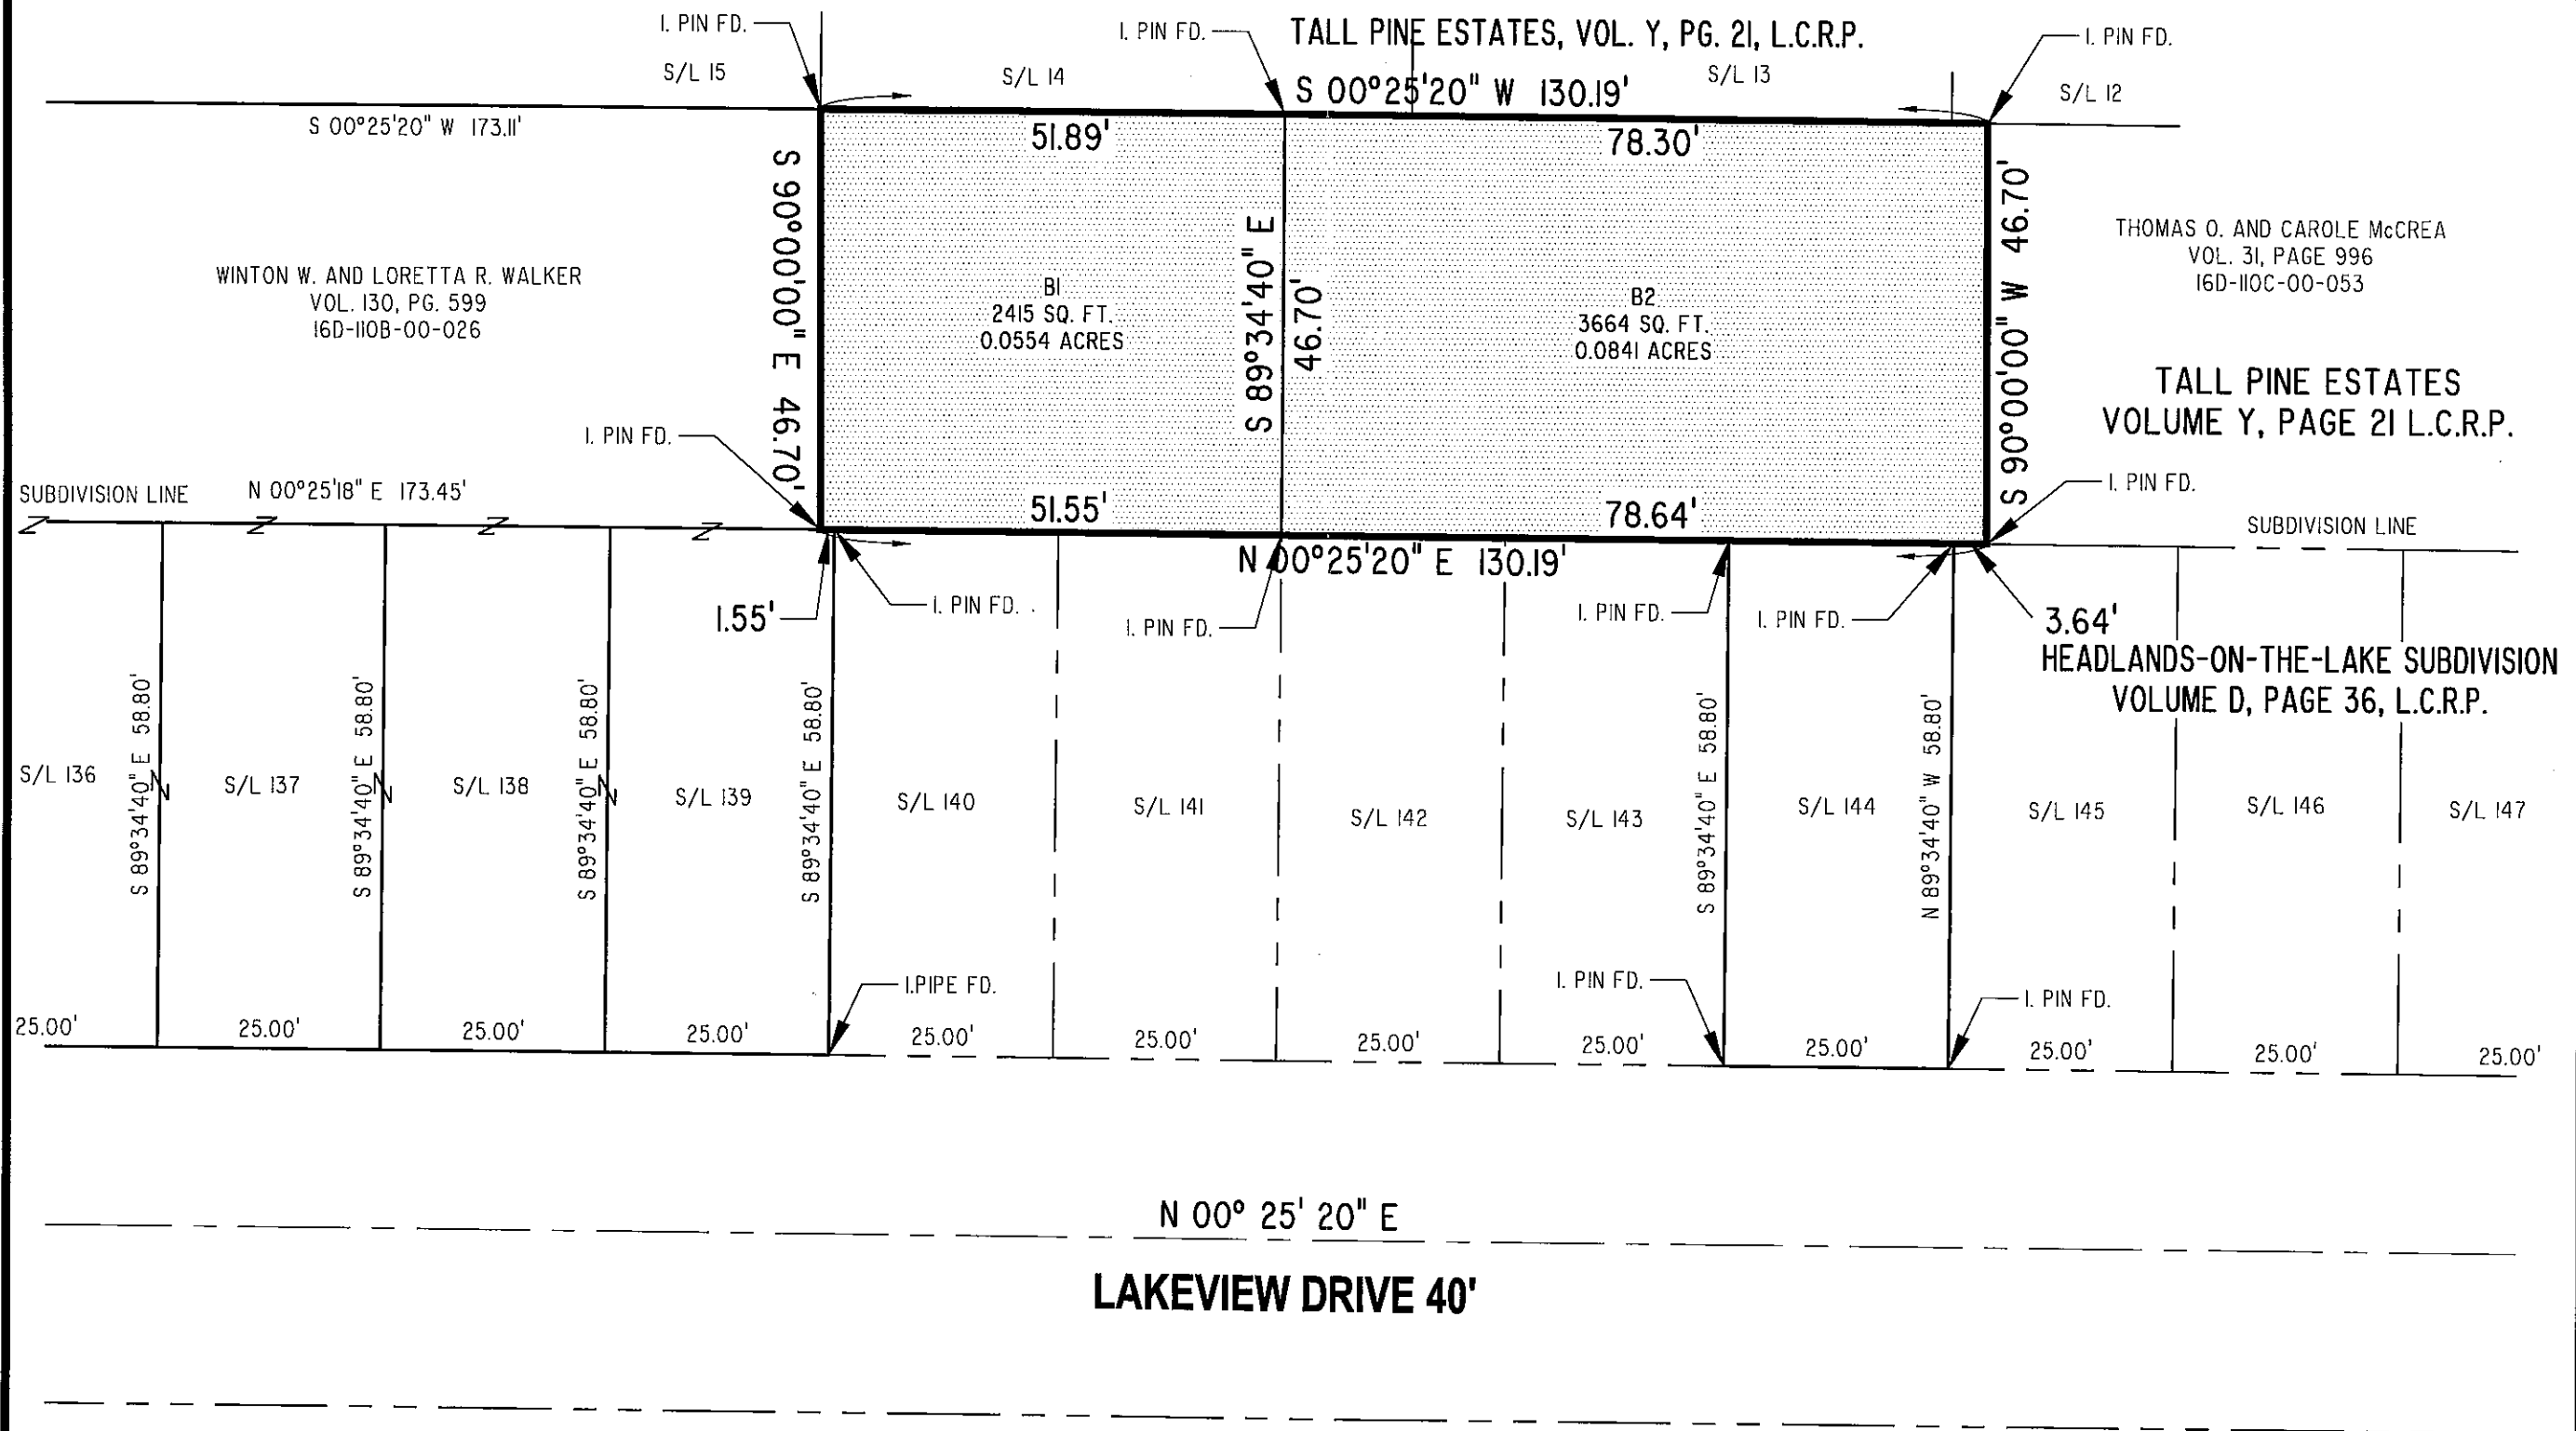 I. PIN FD.
I. PIN FD.
TALL PINE ESTATES, VOL. Y, PG. 21, L.C.R.P.
I. PIN FD.
S/L 15
S/L 14
S 00°25'20" W 130.19'
S/L 13
S/L 12
S 00°25'20" W 173.11'
51.89'
78.30'
S 90°00'00" E 46.70'
S 89°34'40" E
46.70'
S 90°00'00" W 46.70'
WINTON W. AND LORETTA R. WALKER
VOL. 130, PG. 599
16D-110B-00-026
B1
2415 SQ. FT.
0.0554 ACRES
B2
3664 SQ. FT.
0.0841 ACRES
THOMAS O. AND CAROLE McCREA
VOL. 31, PAGE 996
16D-110C-00-053
TALL PINE ESTATES
VOLUME Y, PAGE 21 L.C.R.P.
I. PIN FD.
I. PIN FD.
SUBDIVISION LINE
N 00°25'18" E 173.45'
51.55'
78.64'
SUBDIVISION LINE
N 00°25'20" E 130.19'
1.55'
I. PIN FD.
I. PIN FD.
I. PIN FD.
I. PIN FD.
3.64'
HEADLANDS-ON-THE-LAKE SUBDIVISION
VOLUME D, PAGE 36, L.C.R.P.
S 89°34'40" E 58.80'
S 89°34'40" E 58.80'
S 89°34'40" E 58.80'
S 89°34'40" E 58.80'
S 89°34'40" E 58.80'
N 89°34'40" W 58.80'
S/L 136
S/L 137
S/L 138
S/L 139
S/L 140
S/L 141
S/L 142
S/L 143
S/L 144
S/L 145
S/L 146
S/L 147
I.PIPE FD.
I. PIN FD.
I. PIN FD.
25.00'
25.00'
25.00'
25.00'
25.00'
25.00'
25.00'
25.00'
25.00'
25.00'
25.00'
25.00'
N 00° 25' 20" E
LAKEVIEW DRIVE 40'